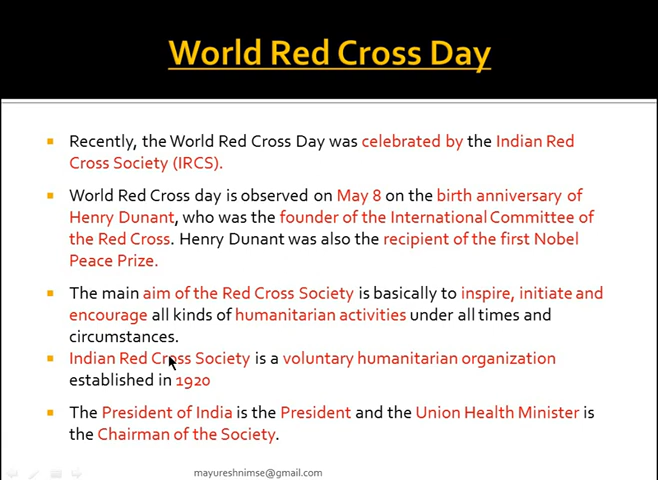 World Red Cross Day
Recently, the World Red Cross Day was celebrated by the Indian Red
Cross Society (IRCS).
World Red Cross day is observed on May 8 on the birth anniversary of
Henry Dunant, who was the founder of the International Committee of
the Red Cross. Henry Dunant was also the recipient of the first Nobel
Peace Prize.
The main aim of the Red Cross Society is basically to inspire, initiate and
encourage all kinds of humanitarian activities under all times and
circumstances.
Indian Red Cross Society is a voluntary humanitarian organization
established in 1920
The President of India is the President and the Union Health Minister is
the Chairman of the Society.
mayureshnimse@gmail.com